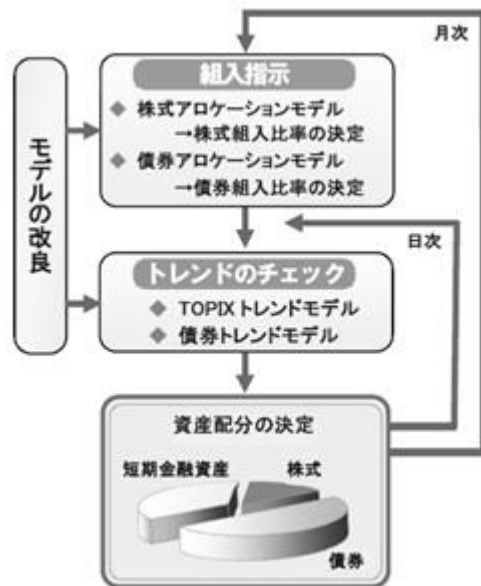 月次
組入指示
◆ 株式アロケーションモデル
→株式組入比率の決定
◆ 債券アロケーションモデル
→債券組入比率の決定
モデルの改良
日次
トレンドのチェック
◆ TOPIXトレンドモデル
◆ 債券トレンドモデル
資産配分の決定
短期金融資産
株式
債券